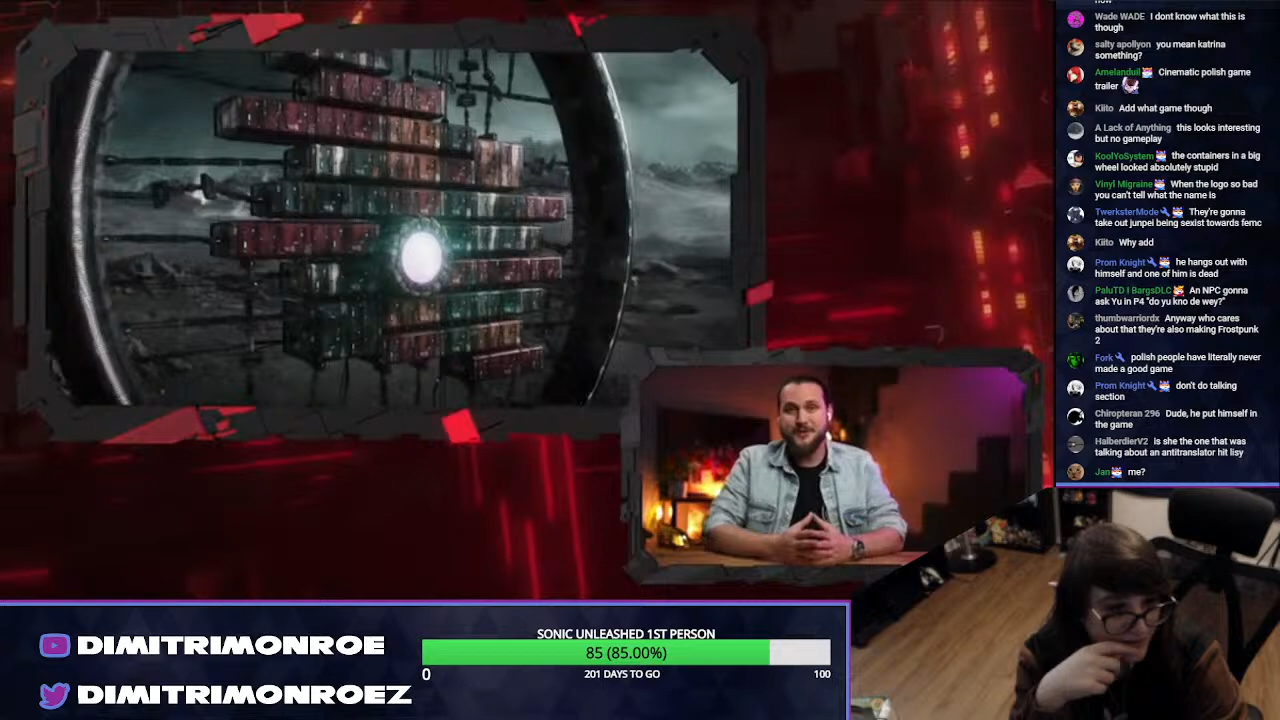 now
Wade WADE I dont know what this is
though
salty apollyon you mean katrina
something?
Amelanduil Cinematic polish game
trailer
Kiito Add what game though
A Lack of Anything this looks interesting
but no gameplay
KoolYoSystem the containers in a big
wheel looked absolutely stupid
Vinyl Migraine When the logo so bad
you can't tell what the name is
TwerksterMode They're gonna
take out junpei being sexist towards femc
Kiito Why add
Prom Knight he hangs out with
himself and one of him is dead
PaluTD I BargsDLC An NPC gonna
ask Yu in P4 "do yu kno de wey?"
thumbwarriordx Anyway who cares
about that they're also making Frostpunk
2
Fork polish people have literally never
made a good game
Prom Knight don't do talking
section
Chiropteran 296 Dude, he put himself in
the game
HalberdierV2 is she the one that was
talking about an antitranslator hit lisy
Jan me?
DIMITRIMONROE
DIMITRIMONROEZ
SONIC UNLEASHED 1ST PERSON
85 (85.00%)
0 201 DAYS TO GO 100